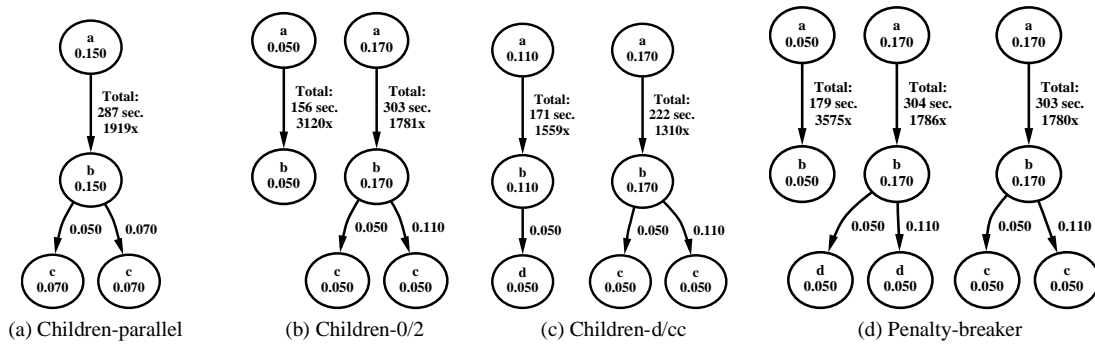 a
0.150
Total:
287 sec.
1919x
b
0.150
0.050
0.070
c
0.070
c
0.070
(a) Children-parallel
a
0.050
Total:
156 sec.
3120x
b
0.050
a
0.170
Total:
303 sec.
1781x
b
0.170
0.050
0.110
c
0.050
c
0.050
(b) Children-0/2
a
0.110
Total:
171 sec.
1559x
b
0.110
0.050
d
0.050
a
0.170
Total:
222 sec.
1310x
b
0.170
0.050
0.110
c
0.050
c
0.050
(c) Children-d/cc
a
0.050
Total:
179 sec.
3575x
b
0.050
a
0.170
Total:
304 sec.
1786x
b
0.170
0.050
0.110
d
0.050
d
0.050
a
0.170
Total:
303 sec.
1780x
b
0.170
0.050
0.110
c
0.050
c
0.050
(d) Penalty-breaker